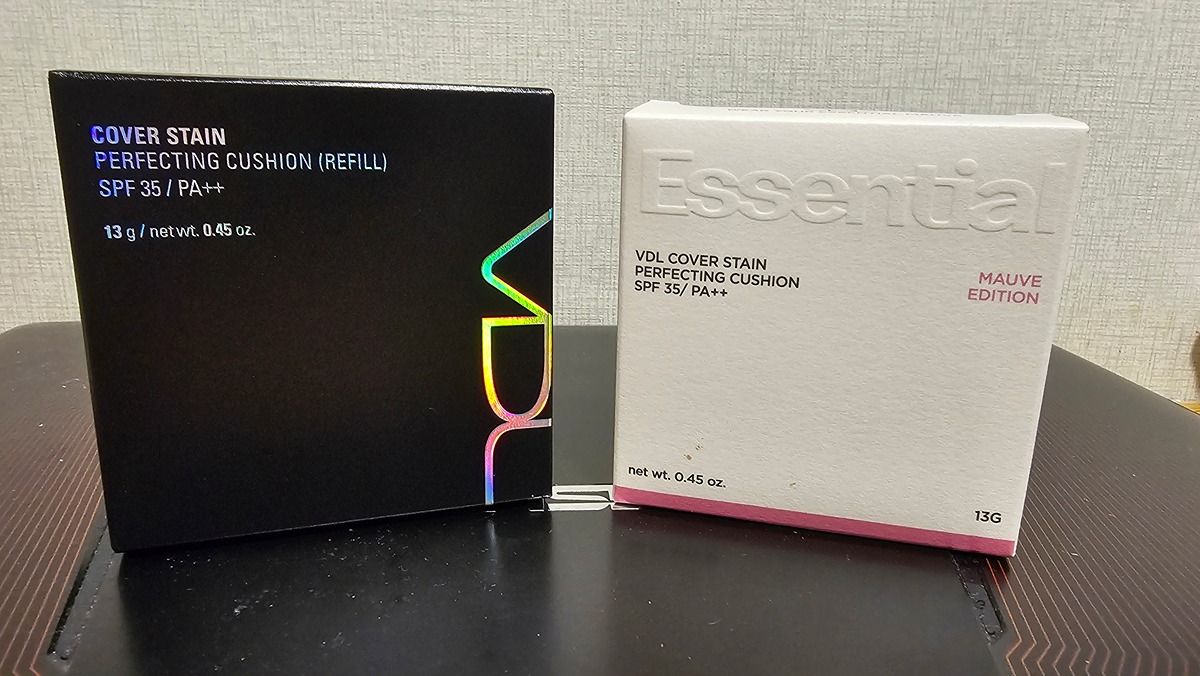 COVER STAIN
PERFECTING CUSHION (REFILL)
SPF 35 / PA++
13 g / net wt. 0.45 oz.
VDL
Essential
VDL COVER STAIN
PERFECTING CUSHION
SPF 35/ PA++
MAUVE
EDITION
net wt. 0.45 oz.
13G